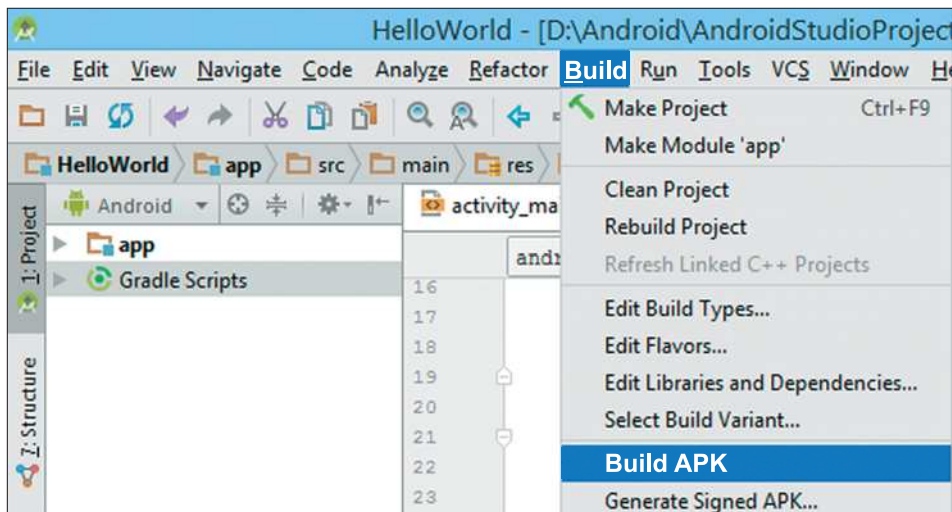 HelloWorld - [D:\Android\AndroidStudioProject
File Edit View Navigate Code Analyze Refactor Build Run Tools VCS Window He
Make Project Ctrl+F9
Make Module 'app'
HelloWorld app src main res
Clean Project
1: Project
Android
activity_ma
Rebuild Project
app
andr
Refresh Linked C++ Projects
Gradle Scripts
16
Edit Build Types...
17
18
Edit Flavors...
7: Structure
19
Edit Libraries and Dependencies...
20
Select Build Variant...
21
22
Build APK
23
Generate Signed APK...